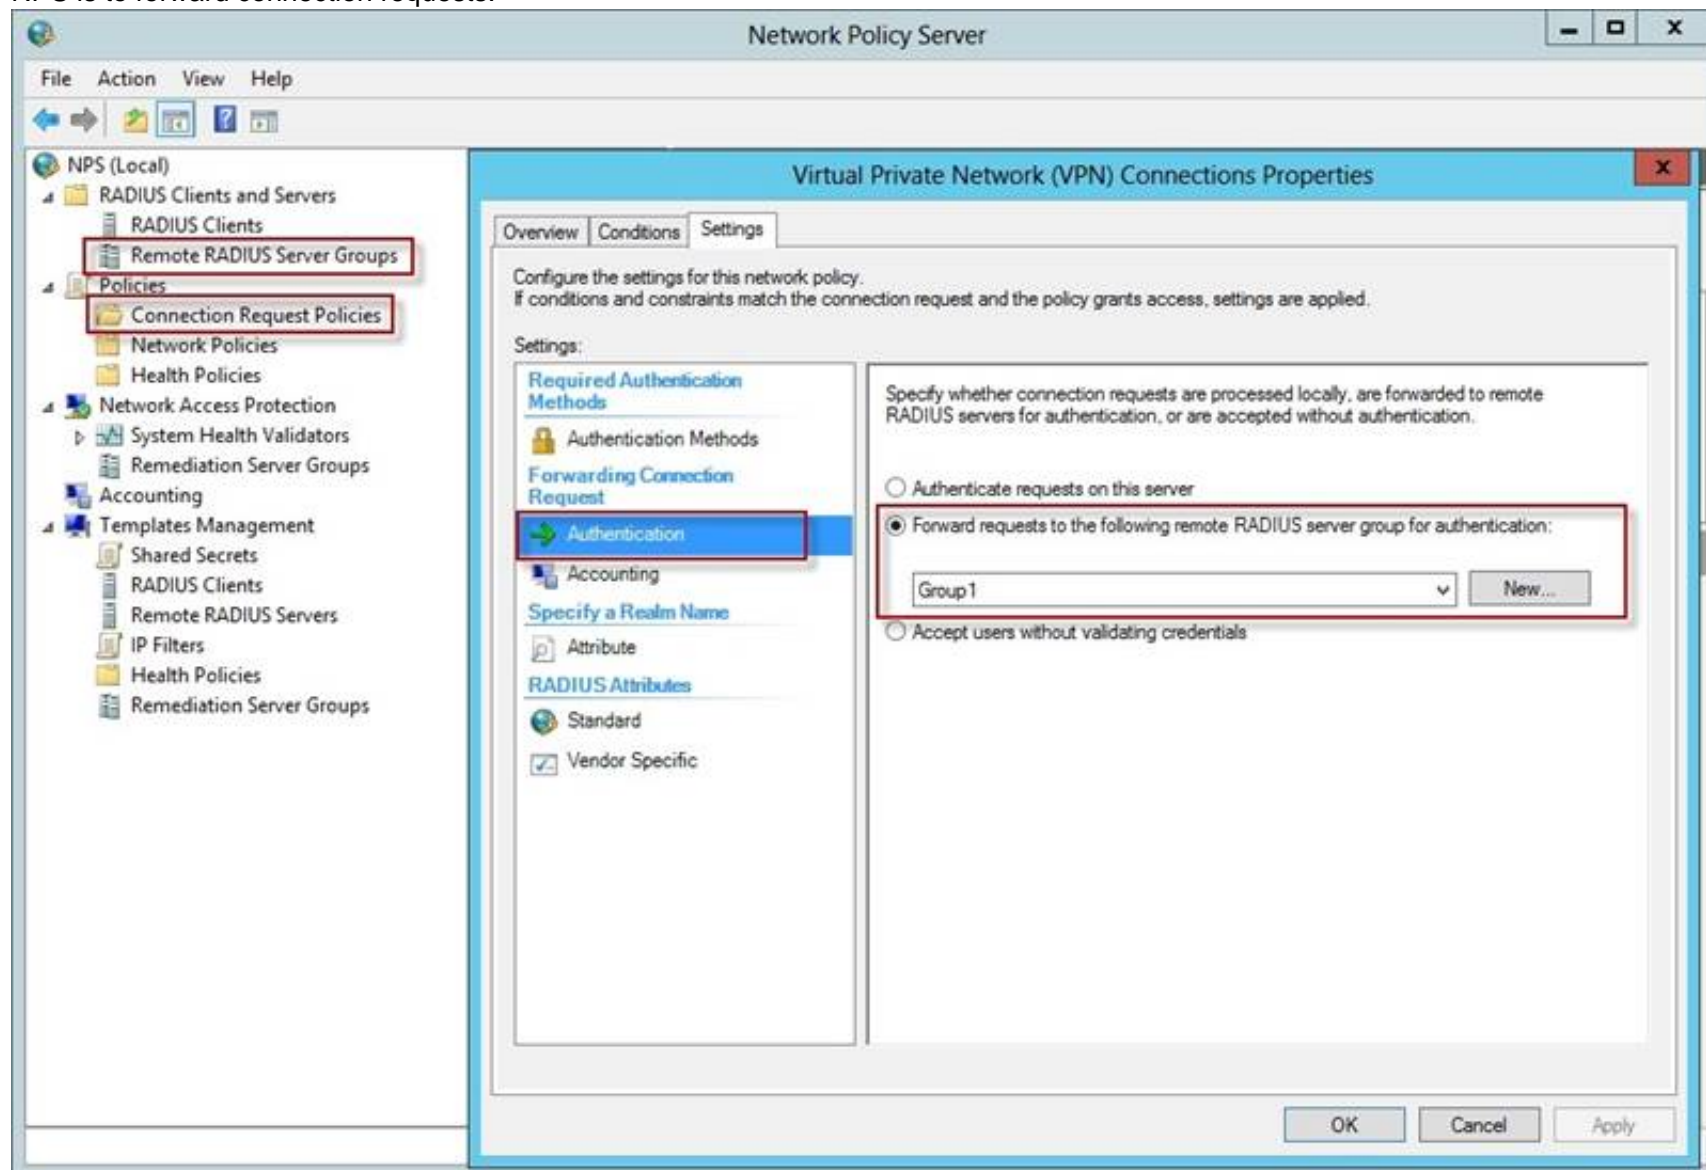 NPS is to forward connection requests.
Network Policy Server
File Action View Help
NPS (Local)
RADIUS Clients and Servers
RADIUS Clients
Remote RADIUS Server Groups
Policies
Connection Request Policies
Network Policies
Health Policies
Network Access Protection
System Health Validators
Remediation Server Groups
Accounting
Templates Management
Shared Secrets
RADIUS Clients
Remote RADIUS Servers
IP Filters
Health Policies
Remediation Server Groups
Virtual Private Network (VPN) Connections Properties
Overview Conditions Settings
Configure the settings for this network policy.
If conditions and constraints match the connection request and the policy grants access, settings are applied.
Settings:
Required Authentication
Methods
Authentication Methods
Forwarding Connection
Request
Authentication
Accounting
Specify a Realm Name
Attribute
RADIUS Attributes
Standard
Vendor Specific
Specify whether connection requests are processed locally, are forwarded to remote
RADIUS servers for authentication, or are accepted without authentication.
Authenticate requests on this server
Forward requests to the following remote RADIUS server group for authentication:
Group1 New...
Accept users without validating credentials
OK Cancel Apply